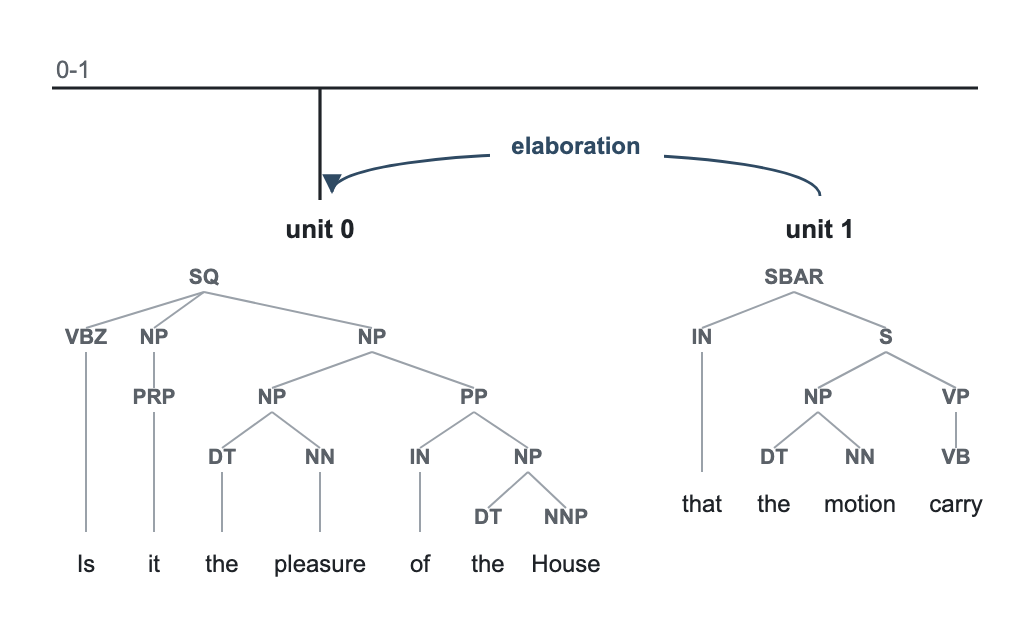 0-1
elaboration
unit 0 unit 1
SQ SBAR
VBZ NP NP IN S
PRP NP PP NP VP
DT NN IN NP DT NN VB
that the motion carry
DT NNP
Is it the pleasure of the House